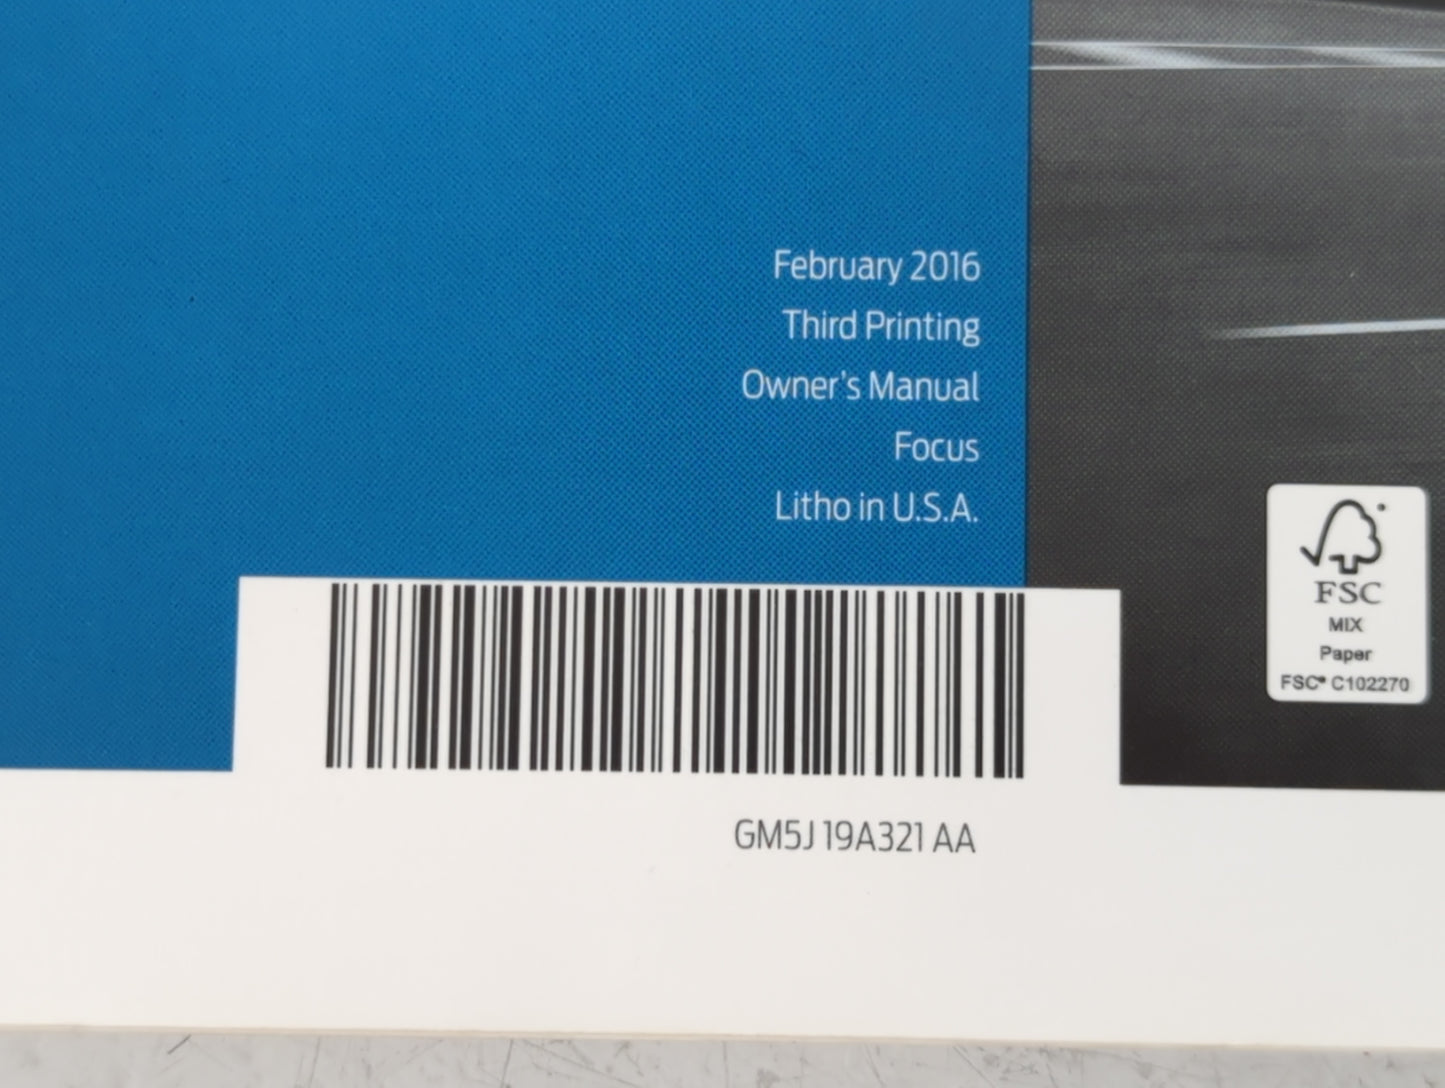 February 2016
Third Printing
Owner's Manual
Focus
Litho in U.S.A.
GM5J 19A321 AA
FSC
MIX
Paper
FSC® C102270